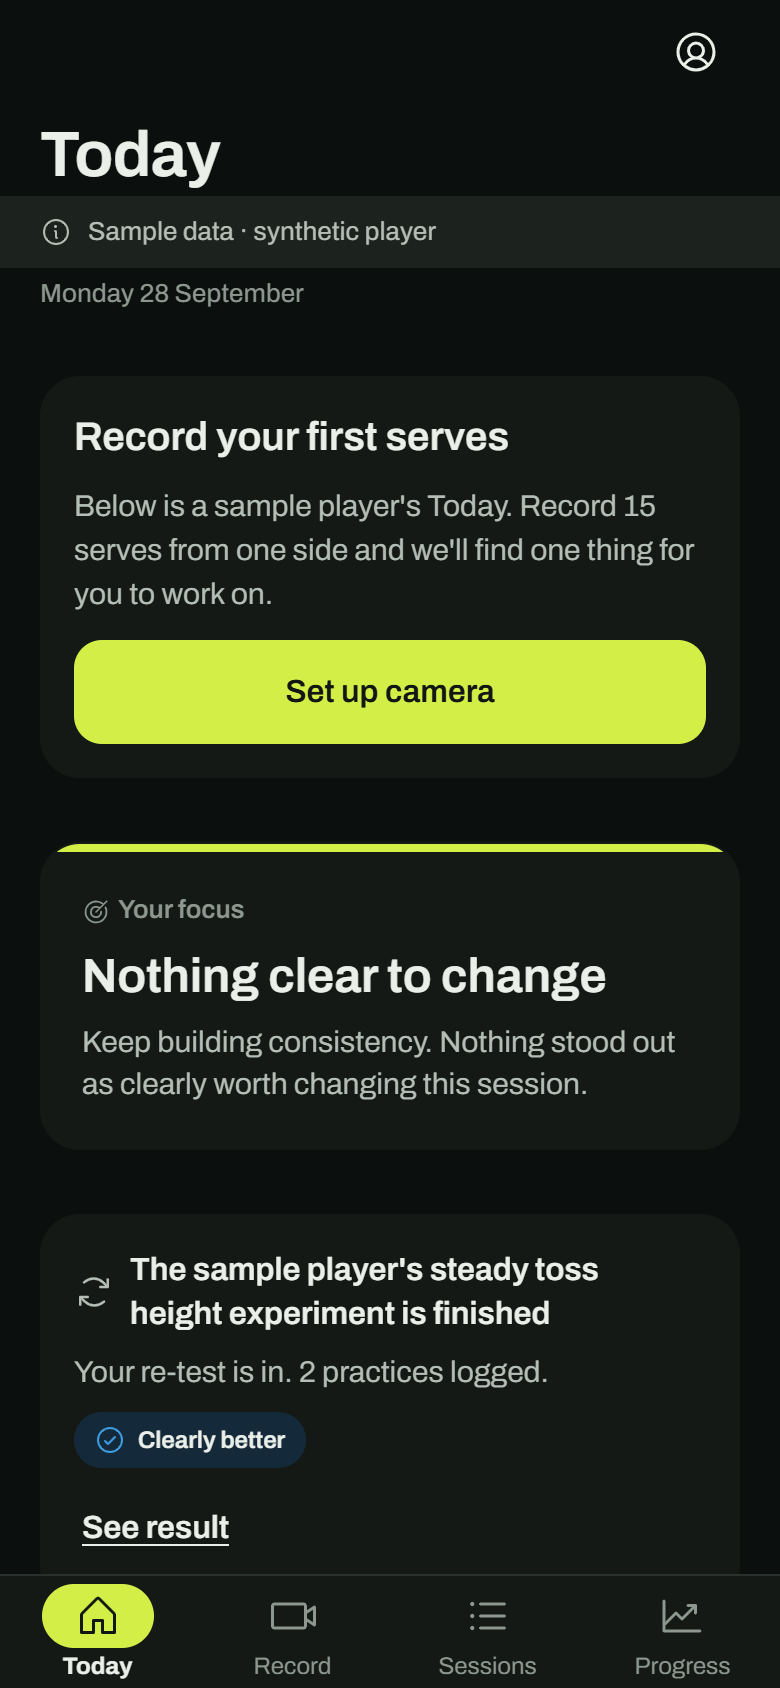 Today
Sample data · synthetic player
Monday 28 September
Record your first serves
Below is a sample player's Today. Record 15
serves from one side and we'll find one thing for
you to work on.
Set up camera
Your focus
Nothing clear to change
Keep building consistency. Nothing stood out
as clearly worth changing this session.
The sample player's steady toss
height experiment is finished
Your re-test is in. 2 practices logged.
Clearly better
See result
Today
Record
Sessions
Progress